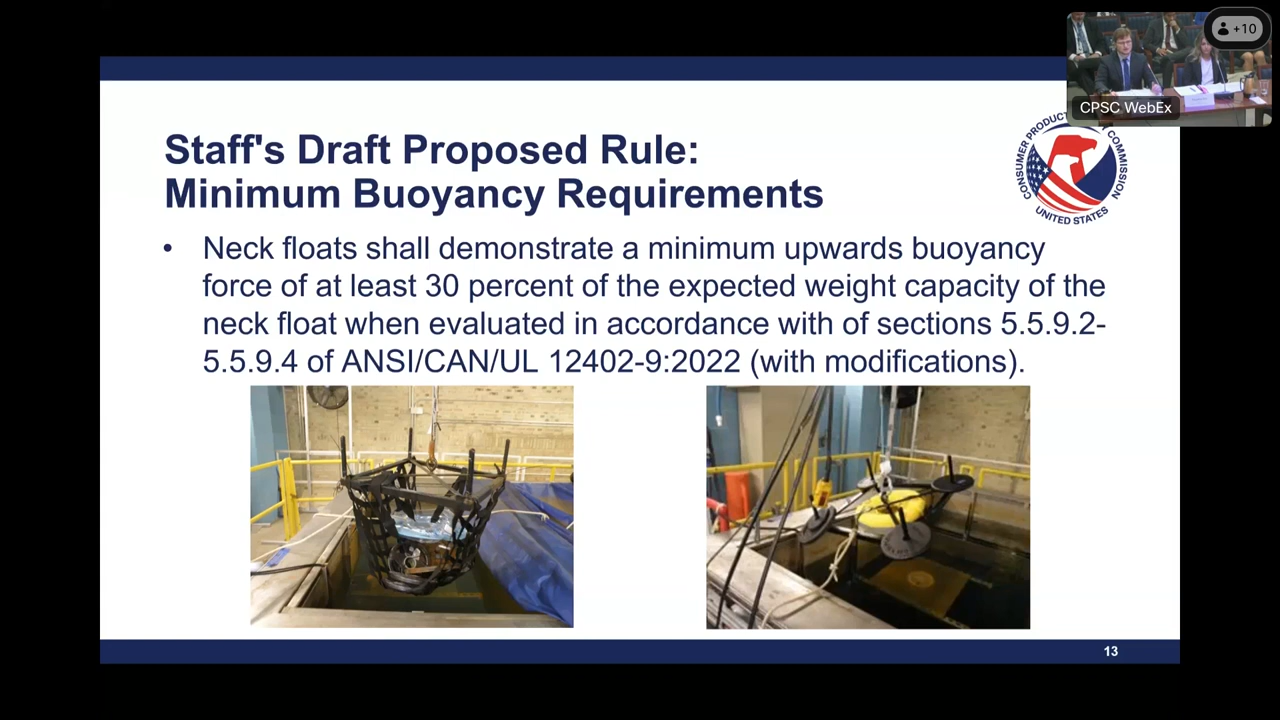 +10
CPSC WebEx
Staff's Draft Proposed Rule:
Minimum Buoyancy Requirements
CONSUMER PRODUCT COMMISSION
UNITED STATES
• Neck floats shall demonstrate a minimum upwards buoyancy
force of at least 30 percent of the expected weight capacity of the
neck float when evaluated in accordance with of sections 5.5.9.2-
5.5.9.4 of ANSI/CAN/UL 12402-9:2022 (with modifications).
13